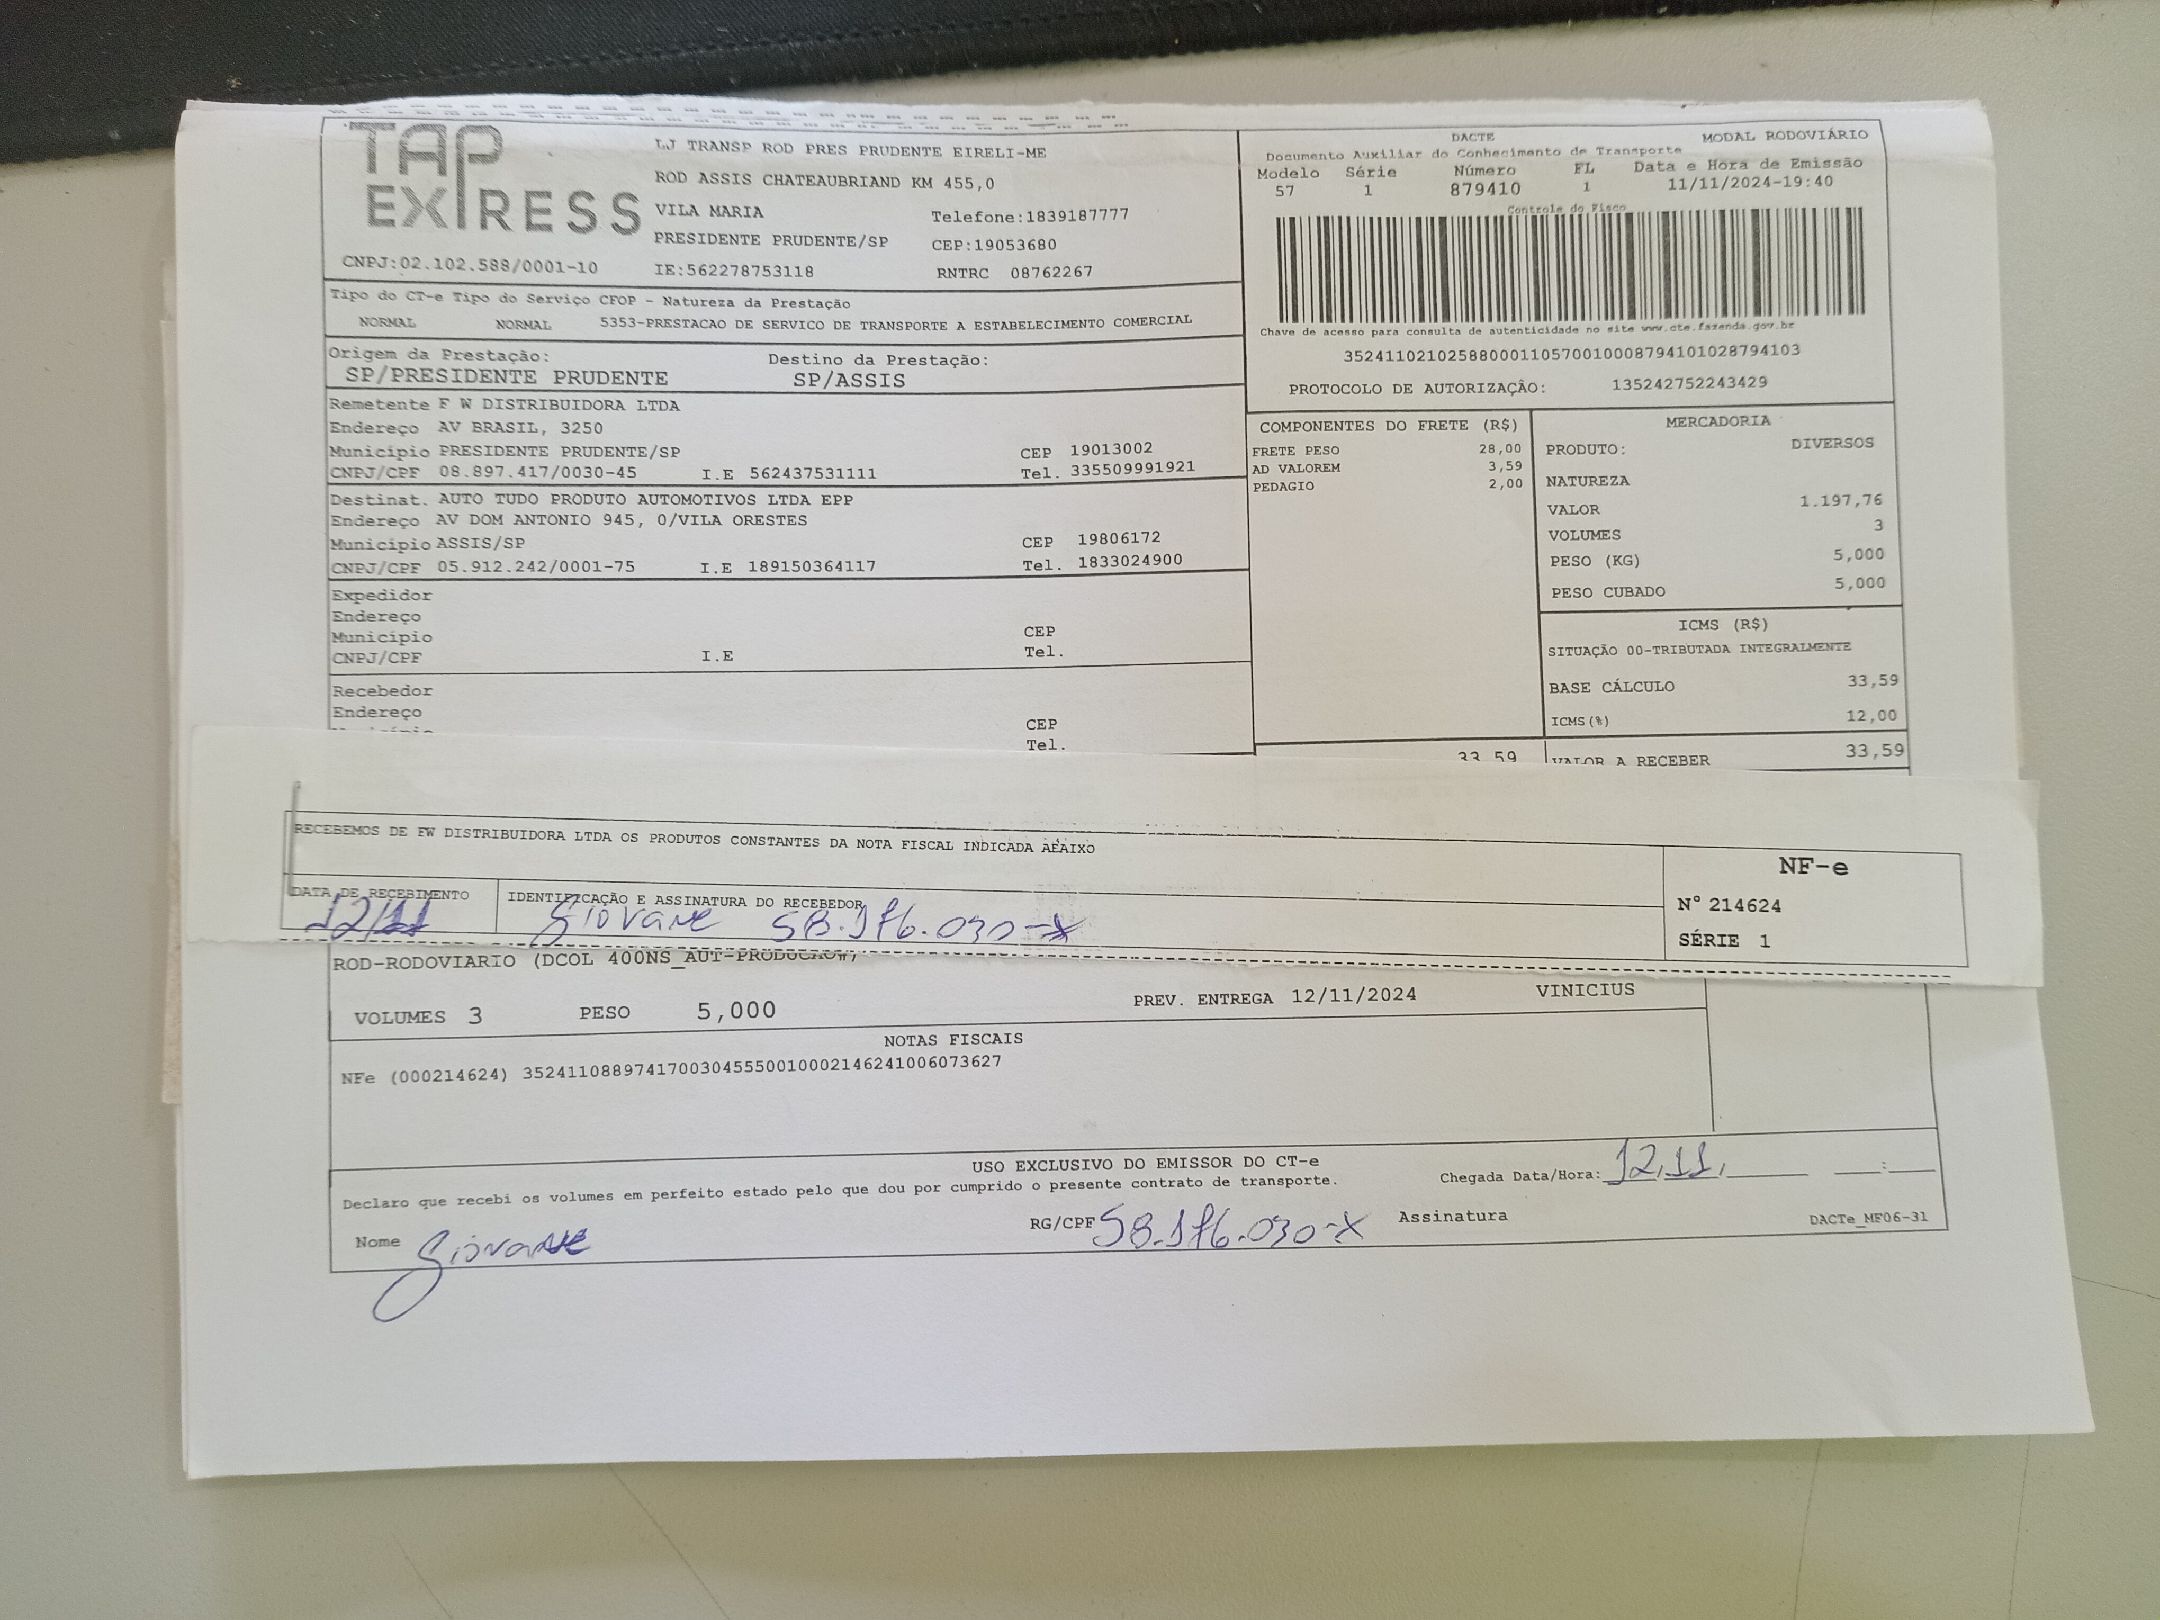 TAP EXPRESS
LJ TRANSP ROD PRES PRUDENTE EIRELI-ME
ROD ASSIS CHATEAUBRIAND KM 455,0
VILA MARIA Telefone:1839187777
PRESIDENTE PRUDENTE/SP CEP:19053680
CNPJ:02.102.588/0001-10 IE:562278753118 RNTRC 08762267
DACTE MODAL RODOVIÁRIO
Documento Auxiliar do Conhecimento de Transporte
Modelo Série Número FL Data e Hora de Emissão
57 1 879410 1 11/11/2024-19:40
Controle do Fisco
Chave de acesso para consulta de autenticidade no site www.cte.fazenda.gov.br
35241102102588000110570010008794101028794103
PROTOCOLO DE AUTORIZAÇÃO: 135242752243429
Tipo do CT-e Tipo do Serviço CFOP - Natureza da Prestação
NORMAL NORMAL 5353-PRESTACAO DE SERVICO DE TRANSPORTE A ESTABELECIMENTO COMERCIAL
Origem da Prestação: Destino da Prestação:
SP/PRESIDENTE PRUDENTE SP/ASSIS
Remetente F W DISTRIBUIDORA LTDA
Endereço AV BRASIL, 3250
Município PRESIDENTE PRUDENTE/SP CEP 19013002
CNPJ/CPF 08.897.417/0030-45 I.E 562437531111 Tel. 335509991921
Destinat. AUTO TUDO PRODUTO AUTOMOTIVOS LTDA EPP
Endereço AV DOM ANTONIO 945, 0/VILA ORESTES
Município ASSIS/SP CEP 19806172
CNPJ/CPF 05.912.242/0001-75 I.E 189150364117 Tel. 1833024900
Expedidor
Endereço
Município CEP
CNPJ/CPF I.E Tel.
Recebedor
Endereço
CEP
Tel.
COMPONENTES DO FRETE (R$)
FRETE PESO 28,00
AD VALOREM 3,59
PEDAGIO 2,00
33,59
MERCADORIA
PRODUTO: DIVERSOS
NATUREZA
VALOR 1.197,76
VOLUMES 3
PESO (KG) 5,000
PESO CUBADO 5,000
ICMS (R$)
SITUAÇÃO 00-TRIBUTADA INTEGRALMENTE
BASE CÁLCULO 33,59
ICMS(%) 12,00
VALOR A RECEBER 33,59
RECEBEMOS DE FW DISTRIBUIDORA LTDA OS PRODUTOS CONSTANTES DA NOTA FISCAL INDICADA ABAIXO
DATA DE RECEBIMENTO IDENTIFICAÇÃO E ASSINATURA DO RECEBEDOR
12/11 Giovane 58.176.030-X
NF-e
Nº 214624
SÉRIE 1
ROD-RODOVIARIO (DCOL 400NS_AUT-PRODUCAO#)
VOLUMES 3 PESO 5,000 PREV. ENTREGA 12/11/2024 VINICIUS
NOTAS FISCAIS
NFe (000214624) 35241108897417003045550010002146241006073627
USO EXCLUSIVO DO EMISSOR DO CT-e
Declaro que recebi os volumes em perfeito estado pelo que dou por cumprido o presente contrato de transporte.
Chegada Data/Hora: 12.11.
Nome Giovane RG/CPF 58.176.030-X Assinatura
DACTe_MF06-31